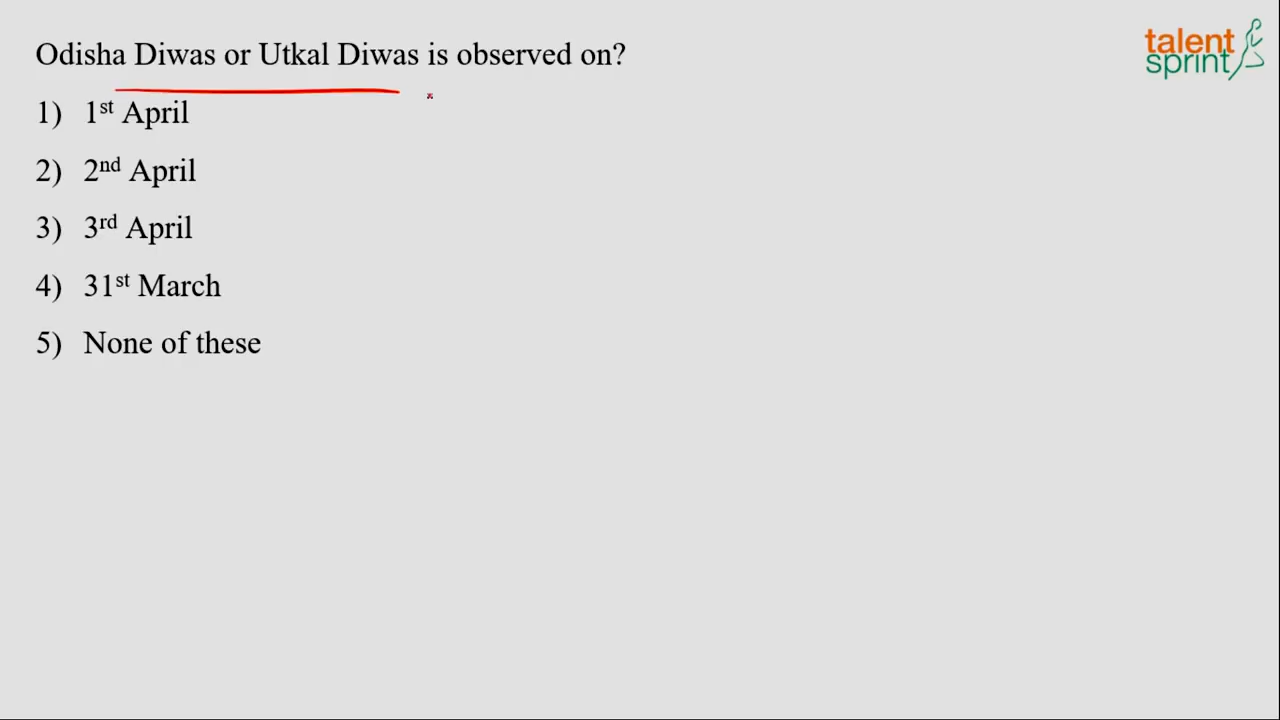 Odisha Diwas or Utkal Diwas is observed on?
talent
sprint
1) 1st April
2) 2nd April
3) 3rd April
4) 31st March
5) None of these